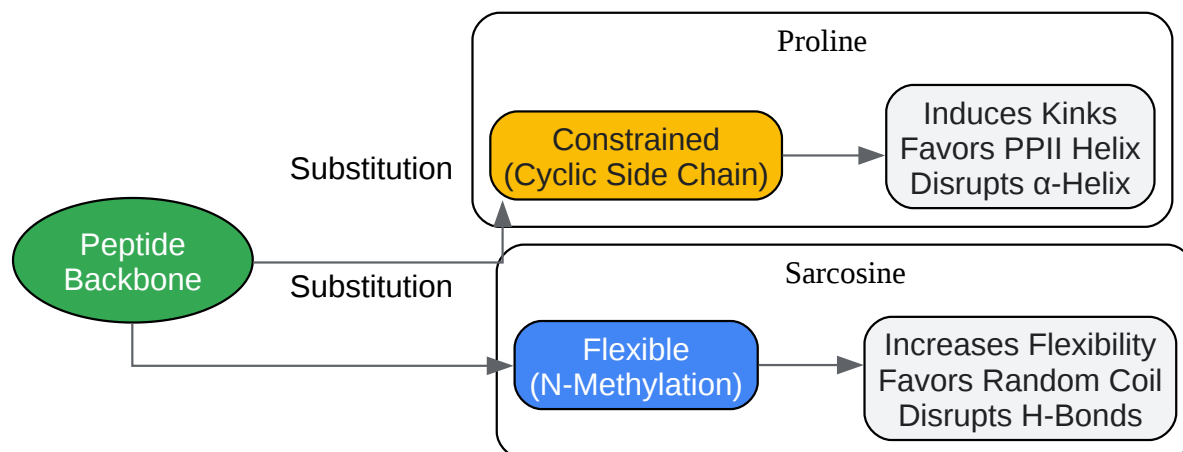 Proline
Constrained
(Cyclic Side Chain)
Induces Kinks
Favors PPII Helix
Disrupts α-Helix
Substitution
Peptide
Backbone
Substitution
Sarcosine
Flexible
(N-Methylation)
Increases Flexibility
Favors Random Coil
Disrupts H-Bonds